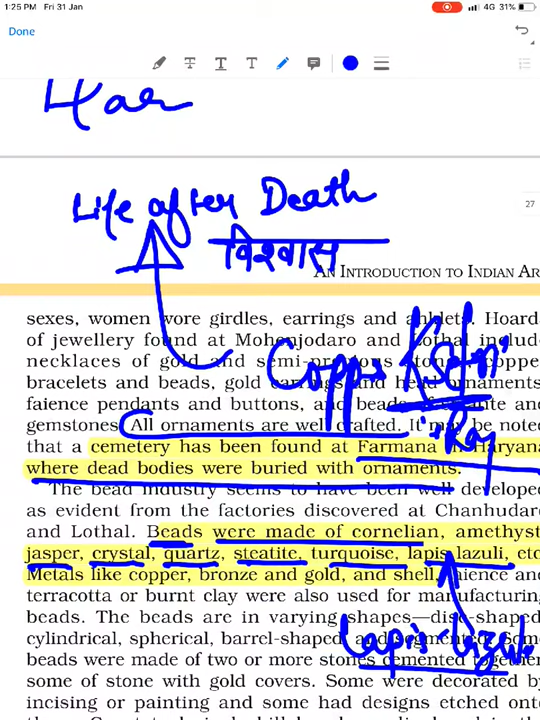 1:25 PM Fri 31 Jan 4G 31%
Done
Life after Death
विश्वास
27
AN INTRODUCTION TO INDIAN AR
sexes, women wore girdles, earrings and anklets. Hoard
of jewellery found at Mohenjodaro and Lothal include
necklaces of gold and semi-precious stones, copper
bracelets and beads, gold earrings and head ornaments
faience pendants and buttons, and beads of steatite and
gemstones. All ornaments are well crafted. It may be noted
that a cemetery has been found at Farmana in Haryana
where dead bodies were buried with ornaments.
The bead industry seems to have been well developed
as evident from the factories discovered at Chanhudaro
and Lothal. Beads were made of cornelian, amethyst
jasper, crystal, quartz, steatite, turquoise, lapis lazuli, etc
Metals like copper, bronze and gold, and shell, faience and
terracotta or burnt clay were also used for manufacturing
beads. The beads are in varying shapes—disc-shaped
cylindrical, spherical, barrel-shaped, and segmented. Some
beads were made of two or more stones cemented together
some of stone with gold covers. Some were decorated by
incising or painting and some had designs etched onto